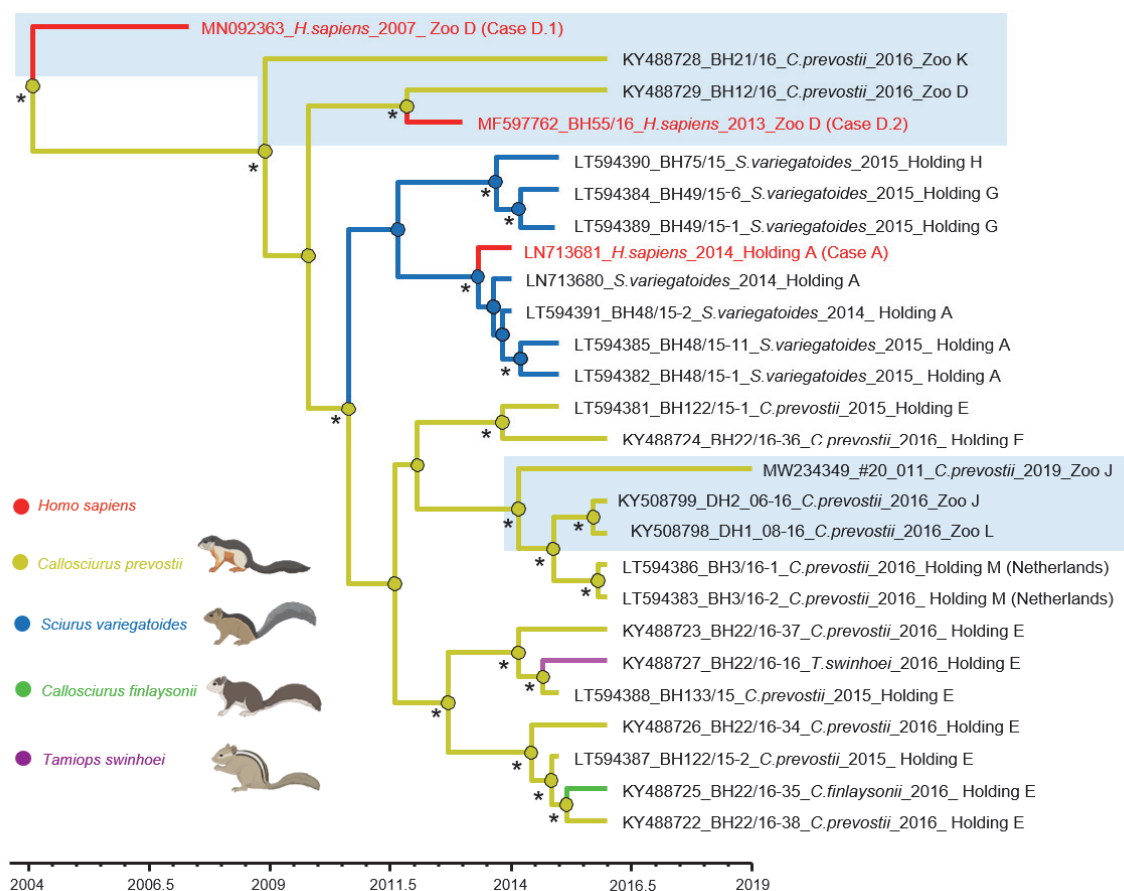 MN092363_H.sapiens_2007_ Zoo D (Case D.1)
KY488728_BH21/16_C.prevostii_2016_Zoo K
KY488729_BH12/16_C.prevostii_2016_Zoo D
MF597762_BH55/16_H.sapiens_2013_Zoo D (Case D.2)
LT594390_BH75/15_S.variegatoides_2015_Holding H
LT594384_BH49/15-6_S.variegatoides_2015_Holding G
LT594389_BH49/15-1_S.variegatoides_2015_Holding G
LN713681_H.sapiens_2014_Holding A (Case A)
LN713680_S.variegatoides_2014_Holding A
LT594391_BH48/15-2_S.variegatoides_2014_ Holding A
LT594385_BH48/15-11_S.variegatoides_2015_ Holding A
LT594382_BH48/15-1_S.variegatoides_2015_ Holding A
LT594381_BH122/15-1_C.prevostii_2015_Holding E
KY488724_BH22/16-36_C.prevostii_2016_ Holding E
MW234349_#20_011_C.prevostii_2019_Zoo J
KY508799_DH2_06-16_C.prevostii_2016_Zoo J
KY508798_DH1_08-16_C.prevostii_2016_Zoo L
LT594386_BH3/16-1_C.prevostii_2016_Holding M (Netherlands)
LT594383_BH3/16-2_C.prevostii_2016_ Holding M (Netherlands)
KY488723_BH22/16-37_C.prevostii_2016_ Holding E
KY488727_BH22/16-16_T.swinhoei_2016_Holding E
LT594388_BH133/15_C.prevostii_2015_Holding E
KY488726_BH22/16-34_C.prevostii_2016_Holding E
LT594387_BH122/15-2_C.prevostii_2015_ Holding E
KY488725_BH22/16-35_C.finlaysonii_2016_ Holding E
KY488722_BH22/16-38_C.prevostii_2016_ Holding E
Homo sapiens
Callosciurus prevostii
Sciurus variegatoides
Callosciurus finlaysonii
Tamiops swinhoei
2004 2006.5 2009 2011.5 2014 2016.5 2019